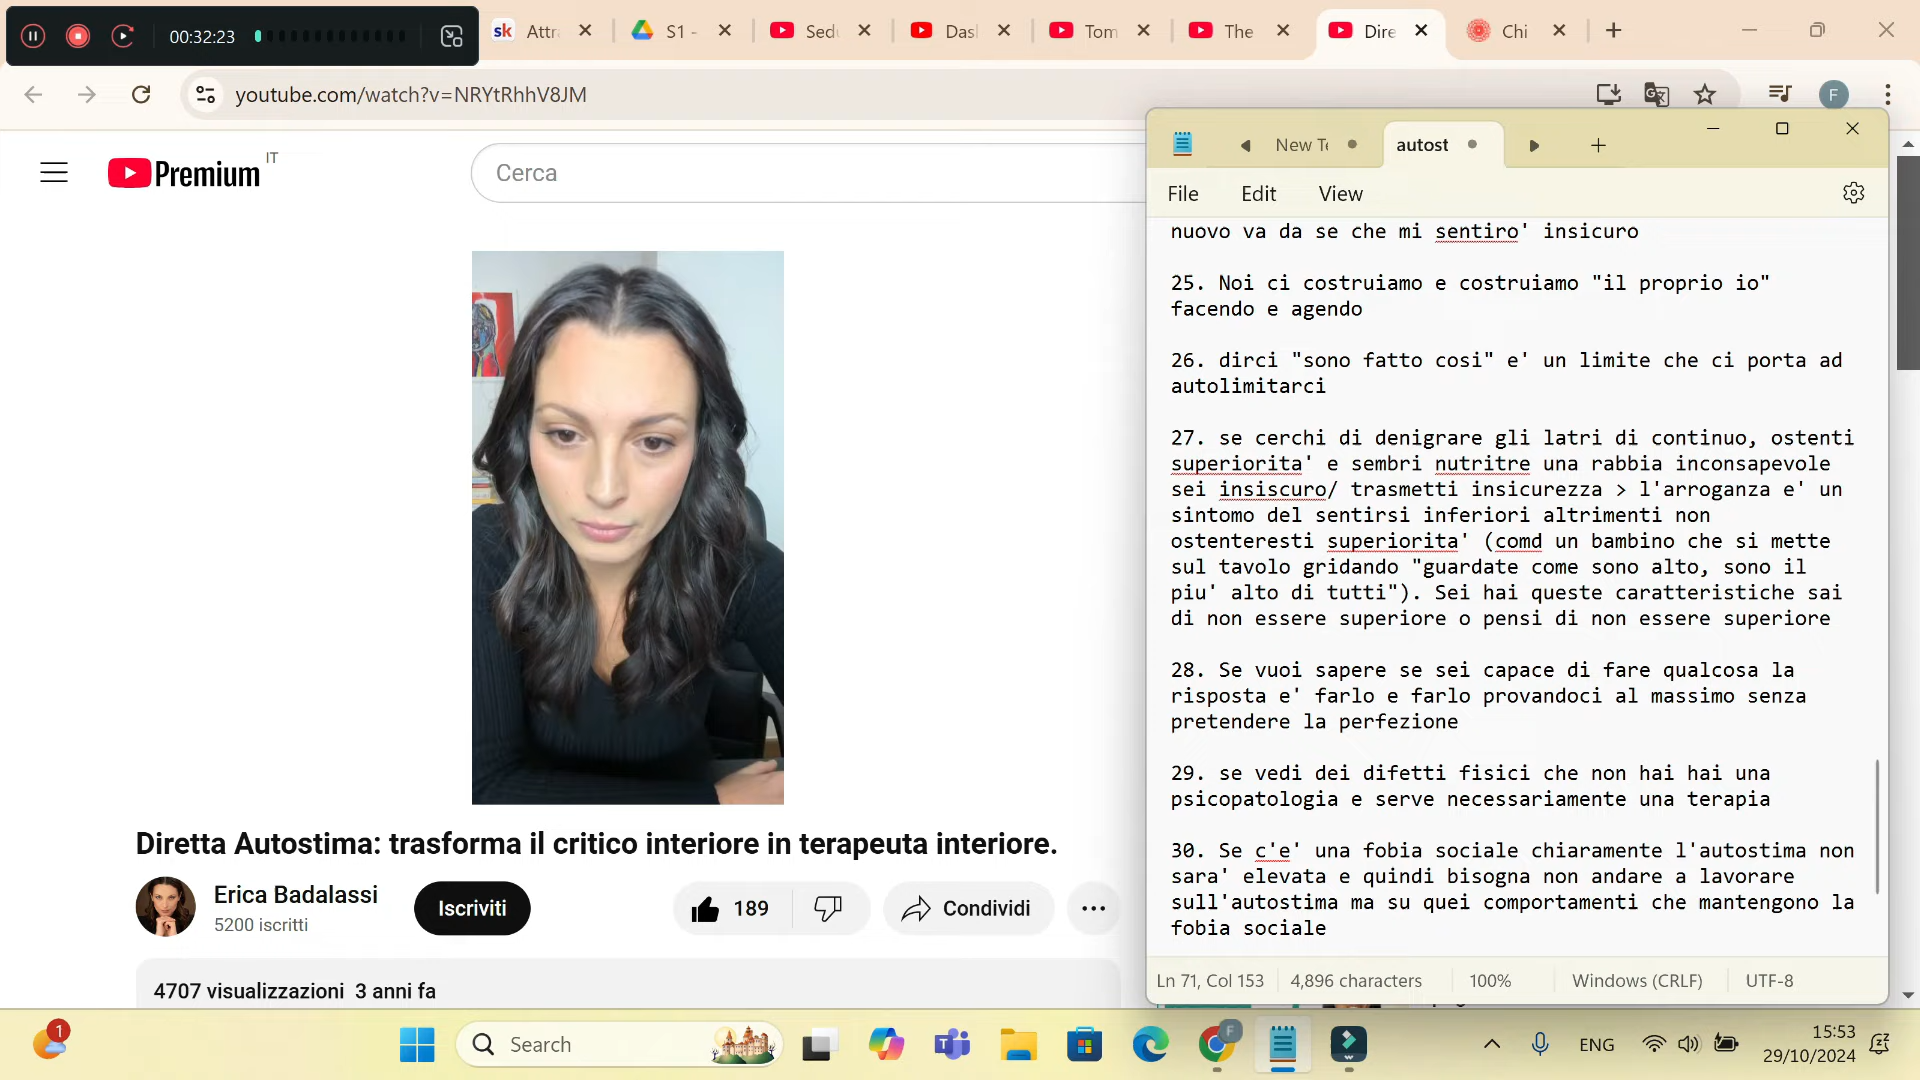 00:32:23
sk Attr
S1 -
Sedu
Das
Tom
The
Dire
Chi
youtube.com/watch?v=NRYtRhhV8JM
F
Premium IT
Cerca
New Te
autost
File Edit View
nuovo va da se che mi sentiro' insicuro
25. Noi ci costruiamo e costruiamo "il proprio io"
facendo e agendo
26. dirci "sono fatto cosi" e' un limite che ci porta ad
autolimitarci
27. se cerchi di denigrare gli latri di continuo, ostenti
superiorita' e sembri nutritre una rabbia inconsapevole
sei insiscuro/ trasmetti insicurezza > l'arroganza e' un
sintomo del sentirsi inferiori altrimenti non
ostenteresti superiorita' (comd un bambino che si mette
sul tavolo gridando "guardate come sono alto, sono il
piu' alto di tutti"). Sei hai queste caratteristiche sai
di non essere superiore o pensi di non essere superiore
28. Se vuoi sapere se sei capace di fare qualcosa la
risposta e' farlo e farlo provandoci al massimo senza
pretendere la perfezione
29. se vedi dei difetti fisici che non hai hai una
psicopatologia e serve necessariamente una terapia
30. Se c'e' una fobia sociale chiaramente l'autostima non
sara' elevata e quindi bisogna non andare a lavorare
sull'autostima ma su quei comportamenti che mantengono la
fobia sociale
Ln 71, Col 153 4,896 characters 100% Windows (CRLF) UTF-8
Diretta Autostima: trasforma il critico interiore in terapeuta interiore.
Erica Badalassi
5200 iscritti
Iscriviti
189
Condividi
4707 visualizzazioni 3 anni fa
1
Search
F
ENG
15:53
29/10/2024